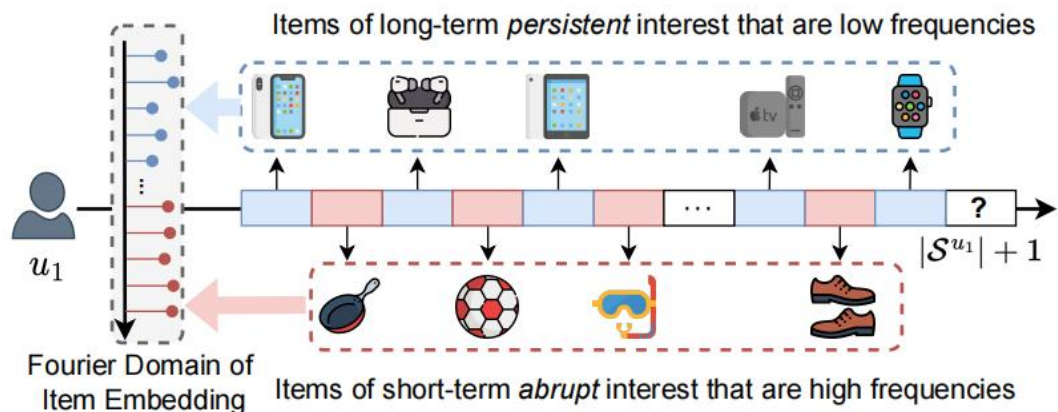 Items of long-term persistent interest that are low frequencies
tv
...
...
?
u₁
|S^{u₁}| + 1
Fourier Domain of
Item Embedding
Items of short-term abrupt interest that are high frequencies